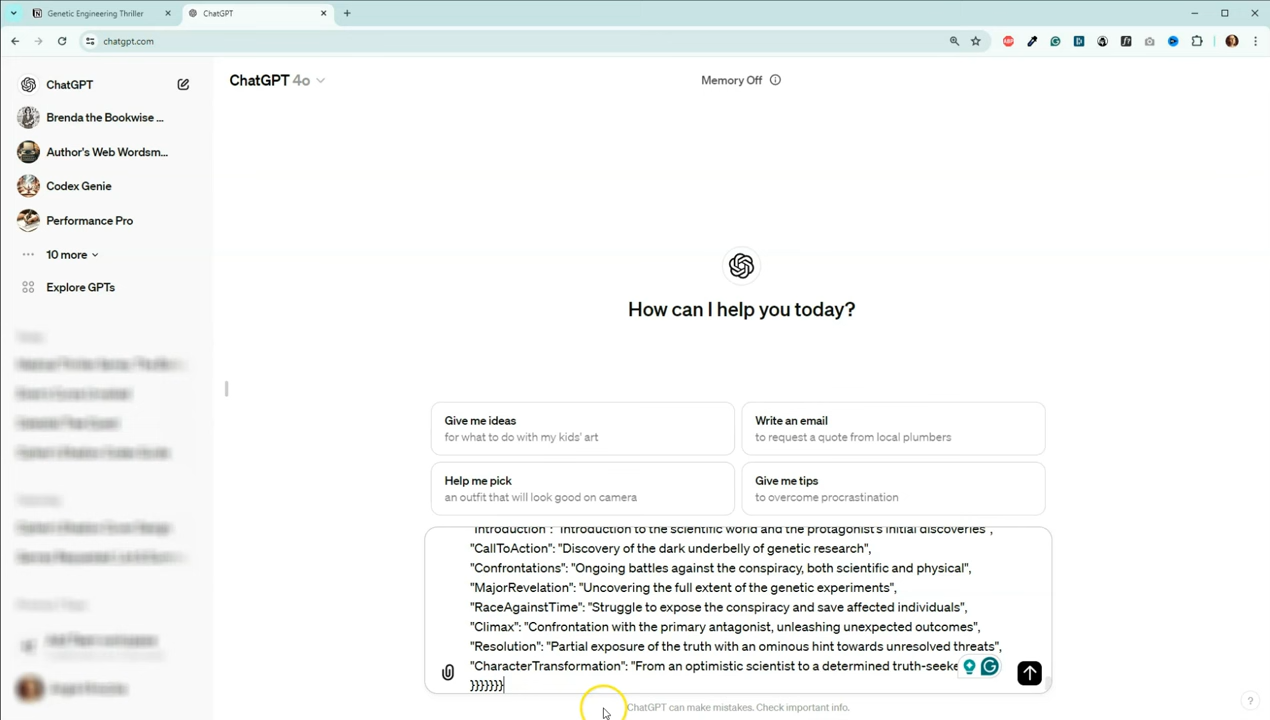 Genetic Engineering Thriller
ChatGPT
chatgpt.com
ChatGPT
ChatGPT 4o
Memory Off
Brenda the Bookwise ...
Author's Web Wordsm...
Codex Genie
Performance Pro
10 more
Explore GPTs
How can I help you today?
Give me ideas
for what to do with my kids' art
Write an email
to request a quote from local plumbers
Help me pick
an outfit that will look good on camera
Give me tips
to overcome procrastination
"Introduction": "Introduction to the scientific world and the protagonist's initial discoveries",
"CallToAction": "Discovery of the dark underbelly of genetic research",
"Confrontations": "Ongoing battles against the conspiracy, both scientific and physical",
"MajorRevelation": "Uncovering the full extent of the genetic experiments",
"RaceAgainstTime": "Struggle to expose the conspiracy and save affected individuals",
"Climax": "Confrontation with the primary antagonist, unleashing unexpected outcomes",
"Resolution": "Partial exposure of the truth with an ominous hint towards unresolved threats",
"CharacterTransformation": "From an optimistic scientist to a determined truth-seeke
}}}}}}}
ChatGPT can make mistakes. Check important info.